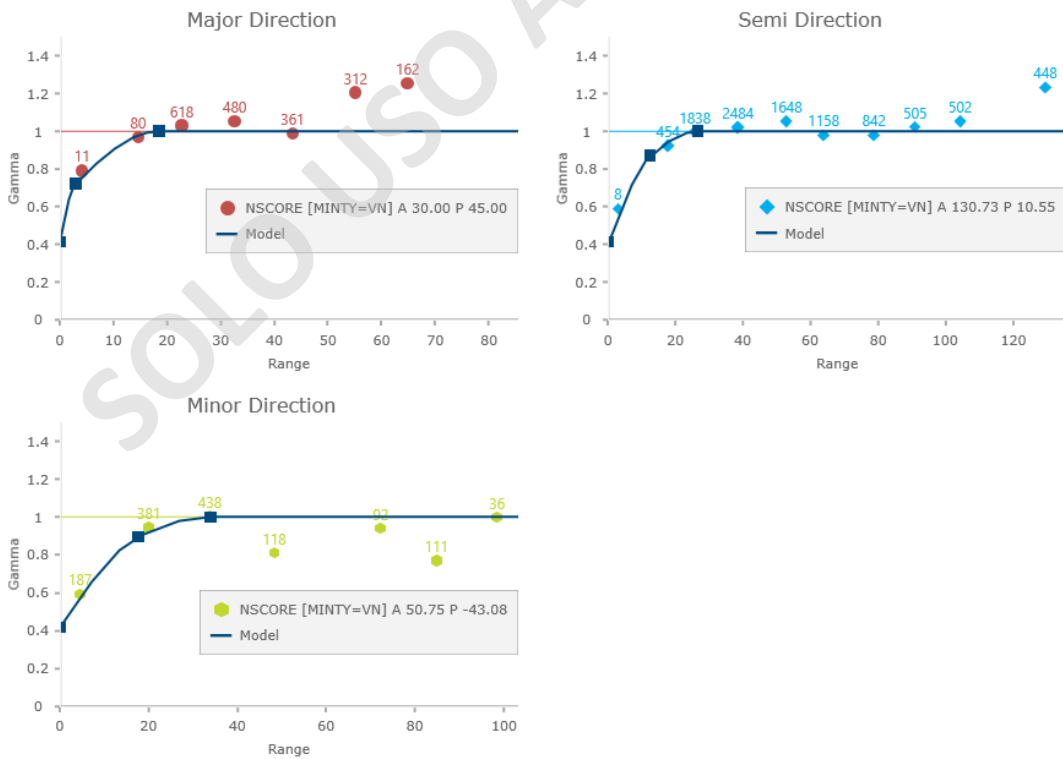 Major Direction
1.4
1.2
1
0.8
0.6
0.4
0.2
0
Gamma
11
80
618
480
361
312
162
NSCORE [MINTY=VN] A 30.00 P 45.00
Model
0 10 20 30 40 50 60 70 80
Range
Semi Direction
1.4
1.2
1
0.8
0.6
0.4
0.2
0
Gamma
8
454
1838
2484
1648
1158
842
505
502
448
NSCORE [MINTY=VN] A 130.73 P 10.55
Model
0 20 40 60 80 100 120
Range
Minor Direction
1.4
1.2
1
0.8
0.6
0.4
0.2
0
Gamma
187
381
438
118
92
111
36
NSCORE [MINTY=VN] A 50.75 P -43.08
Model
0 20 40 60 80 100
Range
SOLO USO A